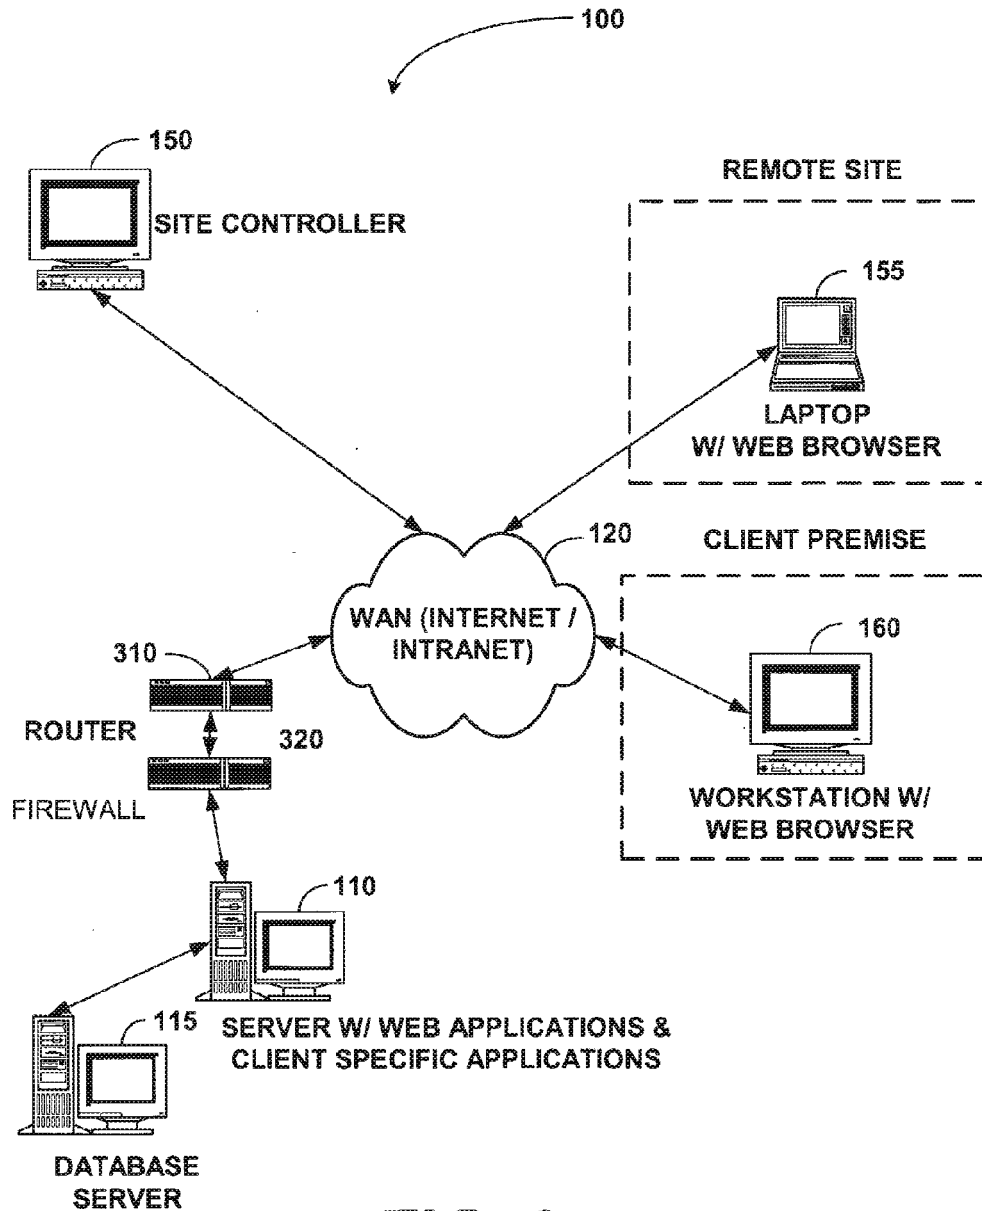 100
150
SITE CONTROLLER
REMOTE SITE
155
LAPTOP
W/ WEB BROWSER
120
CLIENT PREMISE
WAN (INTERNET /
INTRANET)
160
310
ROUTER
320
FIREWALL
WORKSTATION W/
WEB BROWSER
110
SERVER W/ WEB APPLICATIONS &
CLIENT SPECIFIC APPLICATIONS
115
DATABASE
SERVER